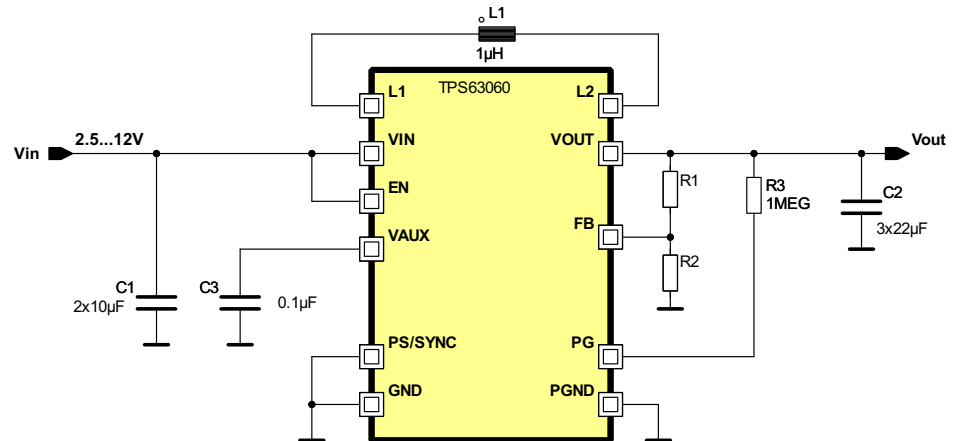 L1
1µH
TPS63060
L1
L2
2.5...12V
VIN
VOUT
Vin
Vout
EN
R1
R3
1MEG
C2
VAUX
FB
3x22µF
R2
C1
2x10µF
C3
0.1µF
PS/SYNC
PG
GND
PGND